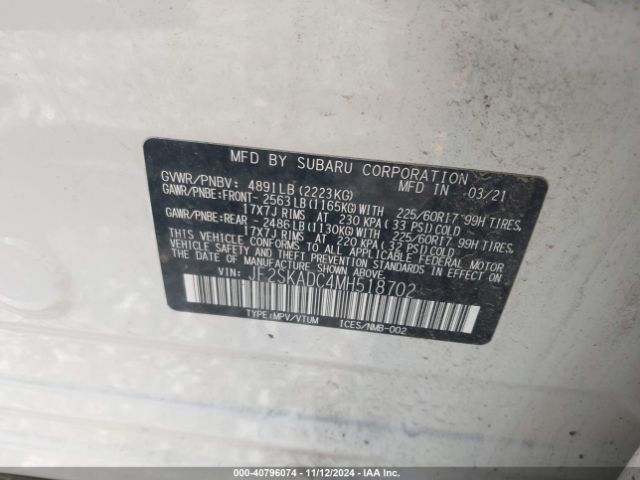 MFD BY SUBARU CORPORATION MFD IN 03/21
GVWR/PNBV: 4891LB(2223KG)
GAWR/PNBE:FRONT- 2563LB(1165KG)WITH 225/60R17 99H TIRES,
17X7J RIMS AT 230 KPA (33 PSI)COLD
GAWR/PNBE:REAR - 2486LB(1130KG)WITH 225/60R17 99H TIRES,
17X7J RIMS AT 220 KPA (32 PSI)COLD
THIS VEHICLE CONFORMS TO ALL APPLICABLE FEDERAL MOTOR
VEHICLE SAFETY AND THEFT PREVENTION STANDARDS IN EFFECT ON
THE DATE OF MANUFACTURE SHOWN ABOVE.
VIN: JF2SKADC4MH518702
TYPE:MPV/VTUM ICES/NMB-002
000-40796074 - 11/12/2024 - IAA Inc.